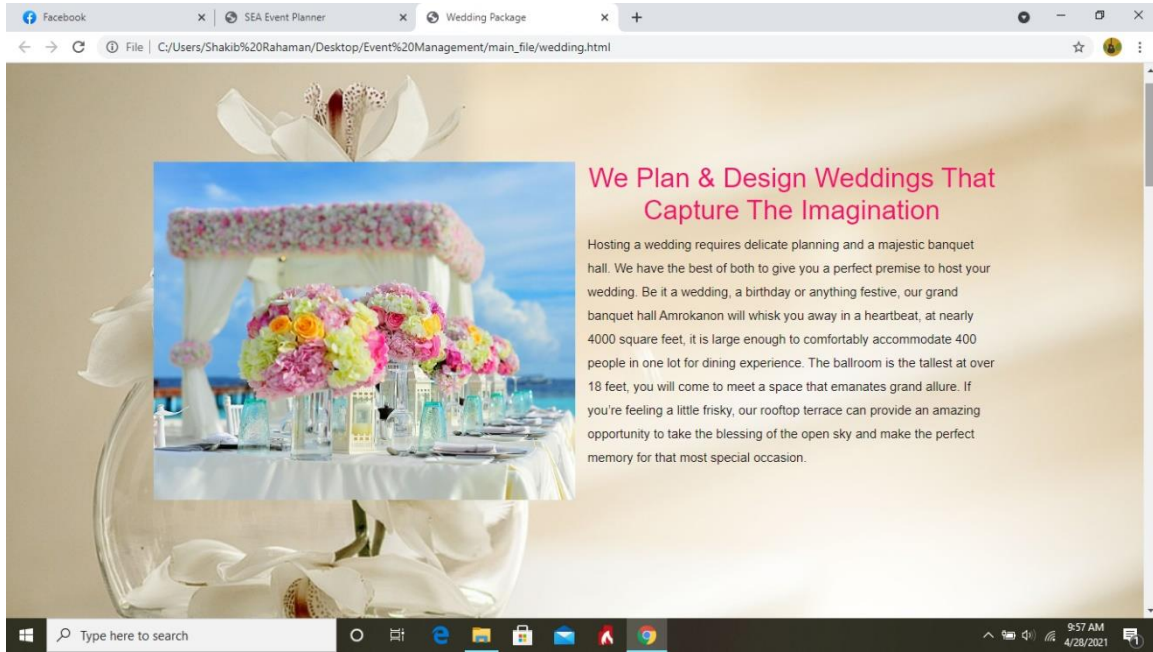 Facebook
SEA Event Planner
Wedding Package
File
C:/Users/Shakib%20Rahaman/Desktop/Event%20Management/main_file/wedding.html
We Plan & Design Weddings That
Capture The Imagination
Hosting a wedding requires delicate planning and a majestic banquet
hall. We have the best of both to give you a perfect premise to host your
wedding. Be it a wedding, a birthday or anything festive, our grand
banquet hall Amrokanon will whisk you away in a heartbeat, at nearly
4000 square feet, it is large enough to comfortably accommodate 400
people in one lot for dining experience. The ballroom is the tallest at over
18 feet, you will come to meet a space that emanates grand allure. If
you're feeling a little frisky, our rooftop terrace can provide an amazing
opportunity to take the blessing of the open sky and make the perfect
memory for that most special occasion.
Type here to search
9:57 AM
4/28/2021
1